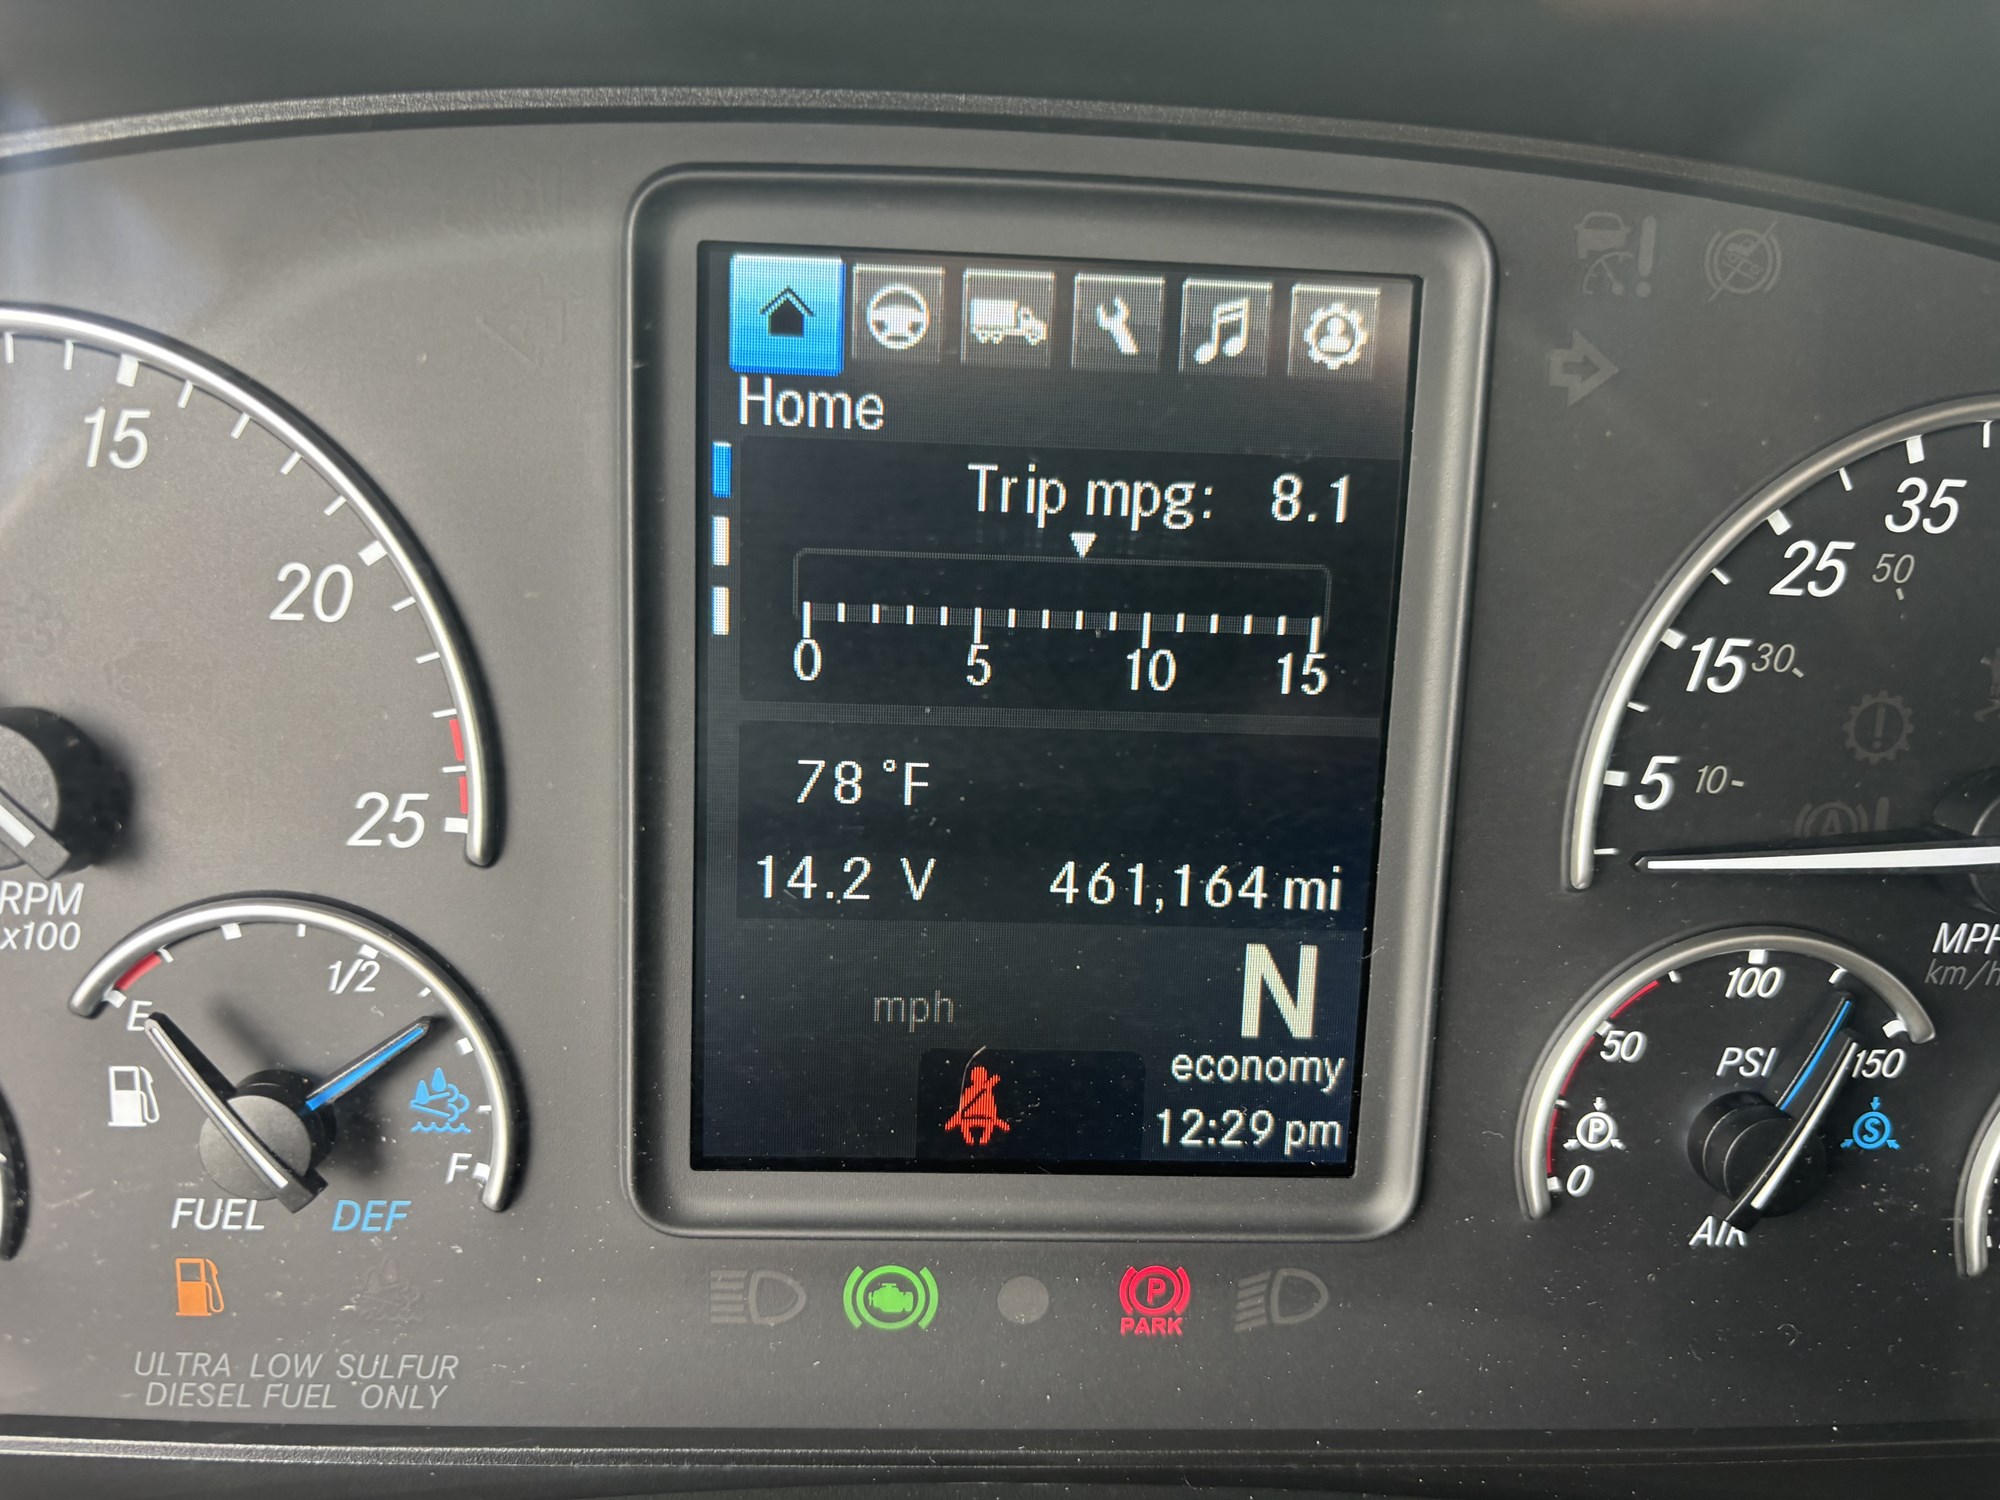 Home
Trip mpg: 8.1
0 5 10 15
78 °F
14.2 V 461,164 mi
N
mph
economy
12:29 pm
15
20
25
RPM
x100
1/2
E
F
FUEL DEF
ULTRA LOW SULFUR
DIESEL FUEL ONLY
P
PARK
35
25 50
15 30
5 10
MPH
km/h
100
50
PSI 150
P S
0
AIR